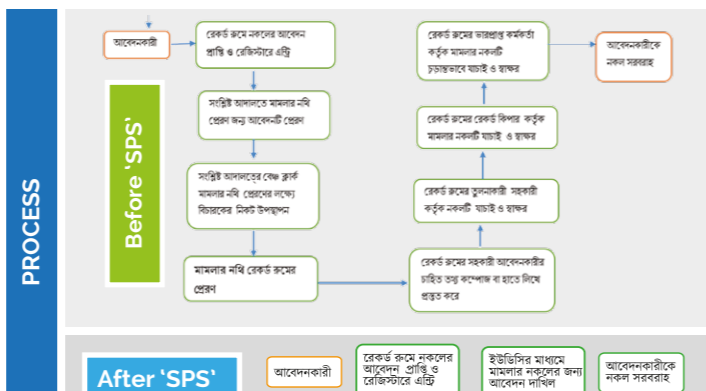 PROCESS
Before ‘SPS’
আবেদনকারী
রেকর্ড রুমে নকলের আবেদন
প্রাপ্তি ও রেজিস্টারে এন্ট্রি
সংশ্লিষ্ট আদালতে মামলার নথি
প্রেরণ জন্য আবেদনটি প্রেরণ
সংশ্লিষ্ট আদালত্বের বেঞ্চ ক্লার্ক
মামলার নথি প্রেরনের লক্ষ্যে
বিচারকের নিকট উপস্থাপন
মামলার নথি রেকর্ড রুমের
প্রেরণ
রেকর্ড রুমের সহকারী আবেদনকারীর
চাহিত তথ্য কম্পোজ বা হাতে লিখে
প্রস্তুত করে
রেকর্ড রুমের তুলনাকারী সহকারী
কর্তৃক নকলটি যাচাই ও স্বাক্ষর
রেকর্ড রুমের রেকর্ড কিপার কর্তৃক
মামলার নকলটি যাচাই ও স্বাক্ষর
রেকর্ড রুমের ভারপ্রাপ্ত কর্মকর্তা
কর্তৃক মামলার নকলটি
চূড়ান্তভাবে যাচাই ও স্বাক্ষর
আবেদনকারীকে
নকল সরবরাহ
After ‘SPS’
আবেদনকারী
রেকর্ড রুমে নকলের
আবেদন প্রাপ্তি ও
রেজিস্টারে এন্ট্রি
ইউডিসির মাধ্যমে
মামলার নকলের জন্য
আবেদন দাখিল
আবেদনকারীকে
নকল সরবরাহ